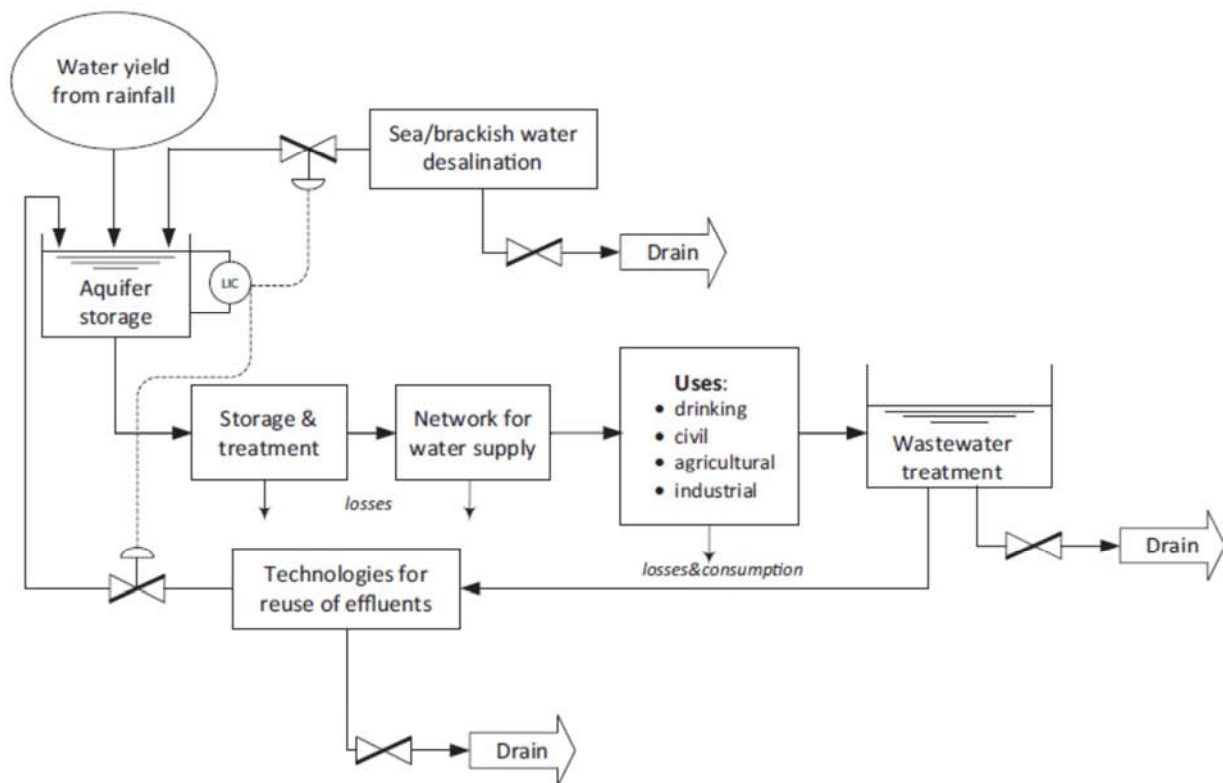 Water yield
from rainfall
Sea/brackish water
desalination
Drain
LIC
Aquifer
storage
Storage &
treatment
Network for
water supply
Uses:
• drinking
• civil
• agricultural
• industrial
Wastewater
treatment
losses
losses&consumption
Drain
Technologies for
reuse of effluents
Drain